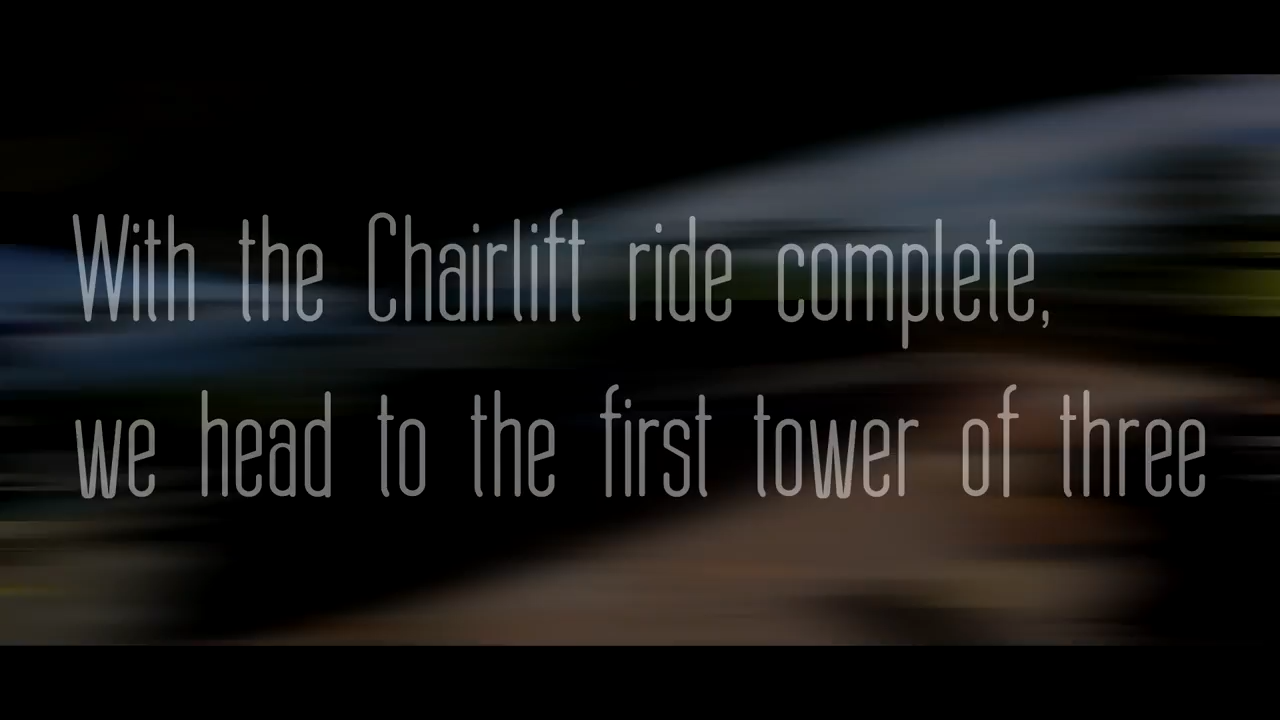 With the Chairlift ride complete,
we head to the first tower of three